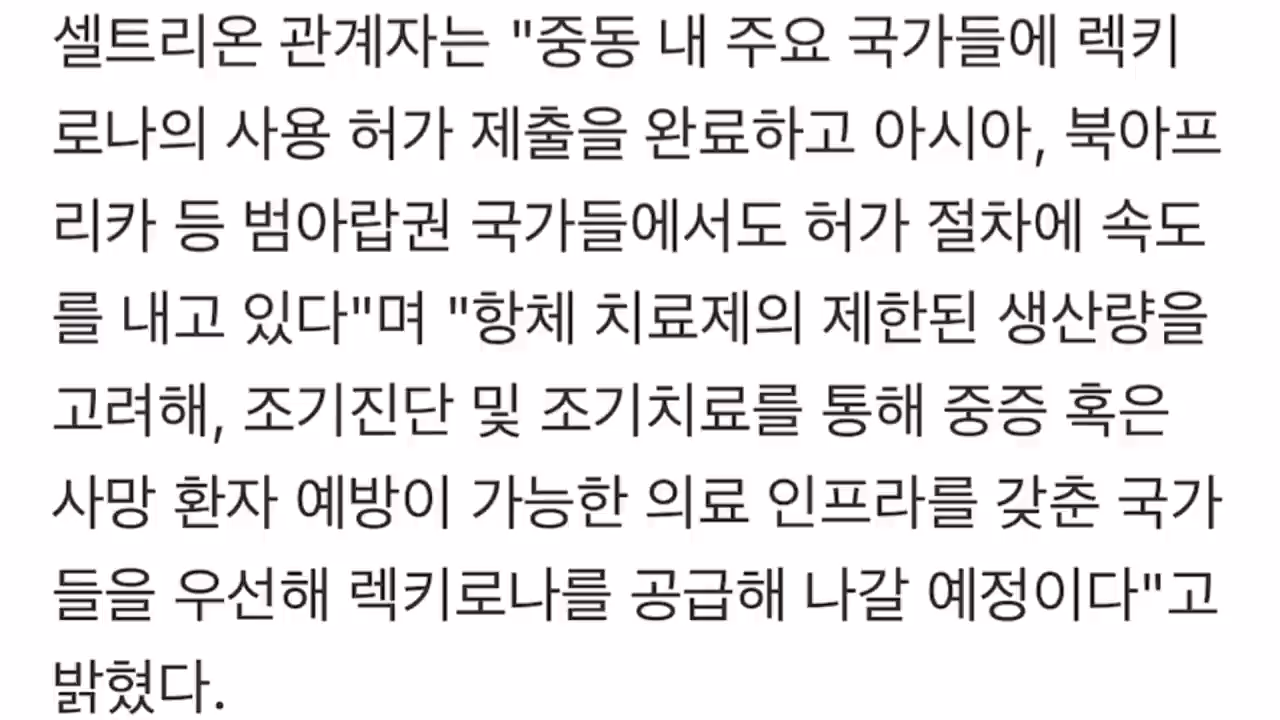 셀트리온 관계자는 "중동 내 주요 국가들에 렉키
로나의 사용 허가 제출을 완료하고 아시아, 북아프
리카 등 범아랍권 국가들에서도 허가 절차에 속도
를 내고 있다"며 "항체 치료제의 제한된 생산량을
고려해, 조기진단 및 조기치료를 통해 중증 혹은
사망 환자 예방이 가능한 의료 인프라를 갖춘 국가
들을 우선해 렉키로나를 공급해 나갈 예정이다"고
밝혔다.